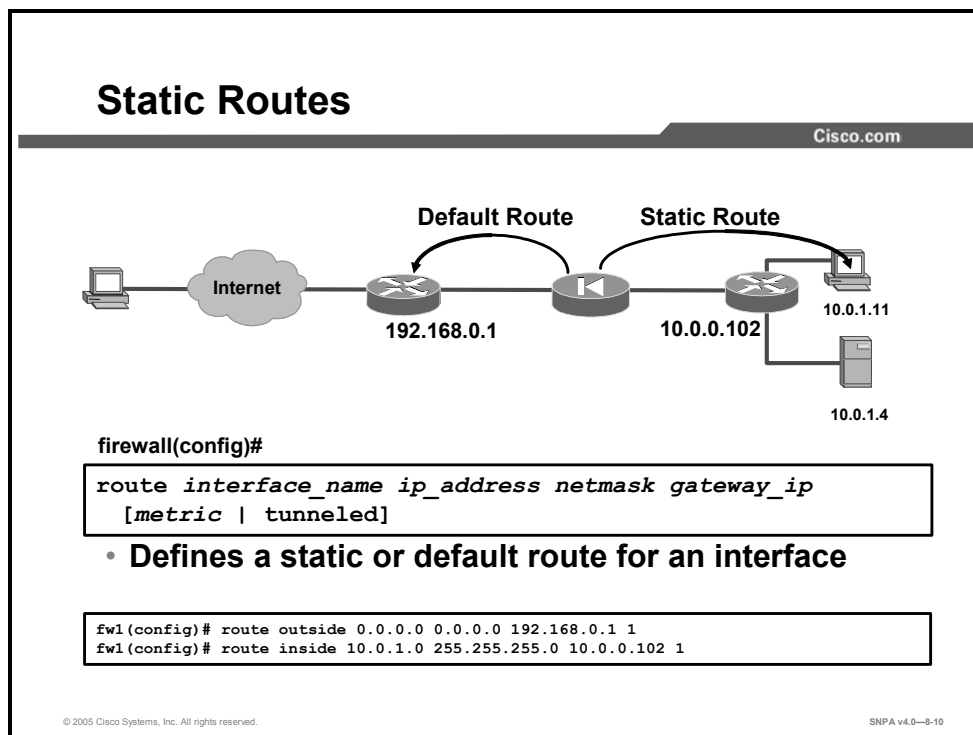 Static Routes
Cisco.com
Default Route
Static Route
Internet
10.0.1.11
192.168.0.1
10.0.0.102
10.0.1.4
firewall(config)#
route interface_name ip_address netmask gateway_ip
[metric | tunneled]
• Defines a static or default route for an interface
fw1(config)# route outside 0.0.0.0 0.0.0.0 192.168.0.1 1
fw1(config)# route inside 10.0.1.0 255.255.255.0 10.0.0.102 1
© 2005 Cisco Systems, Inc. All rights reserved.
SNPA v4.0—8-10